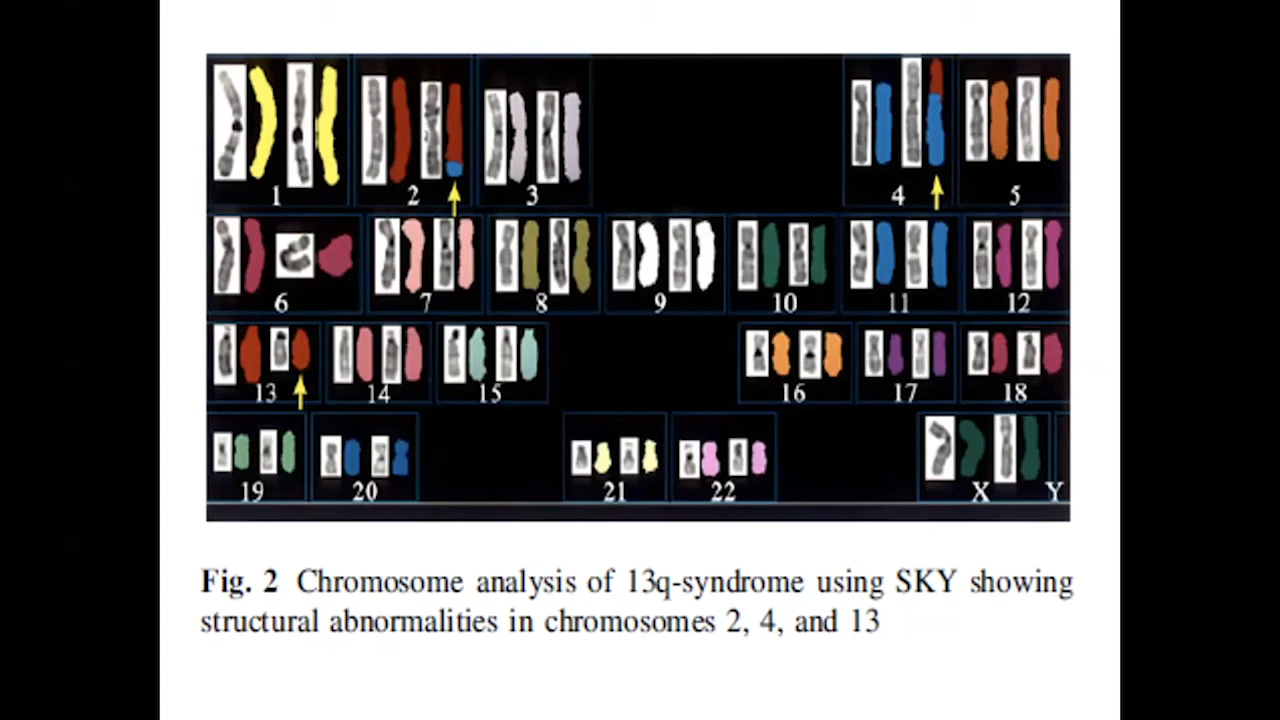 1 2 3 4 5
6 7 8 9 10 11 12
13 14 15 16 17 18
19 20 21 22 X Y
Fig. 2 Chromosome analysis of 13q-syndrome using SKY showing
structural abnormalities in chromosomes 2, 4, and 13